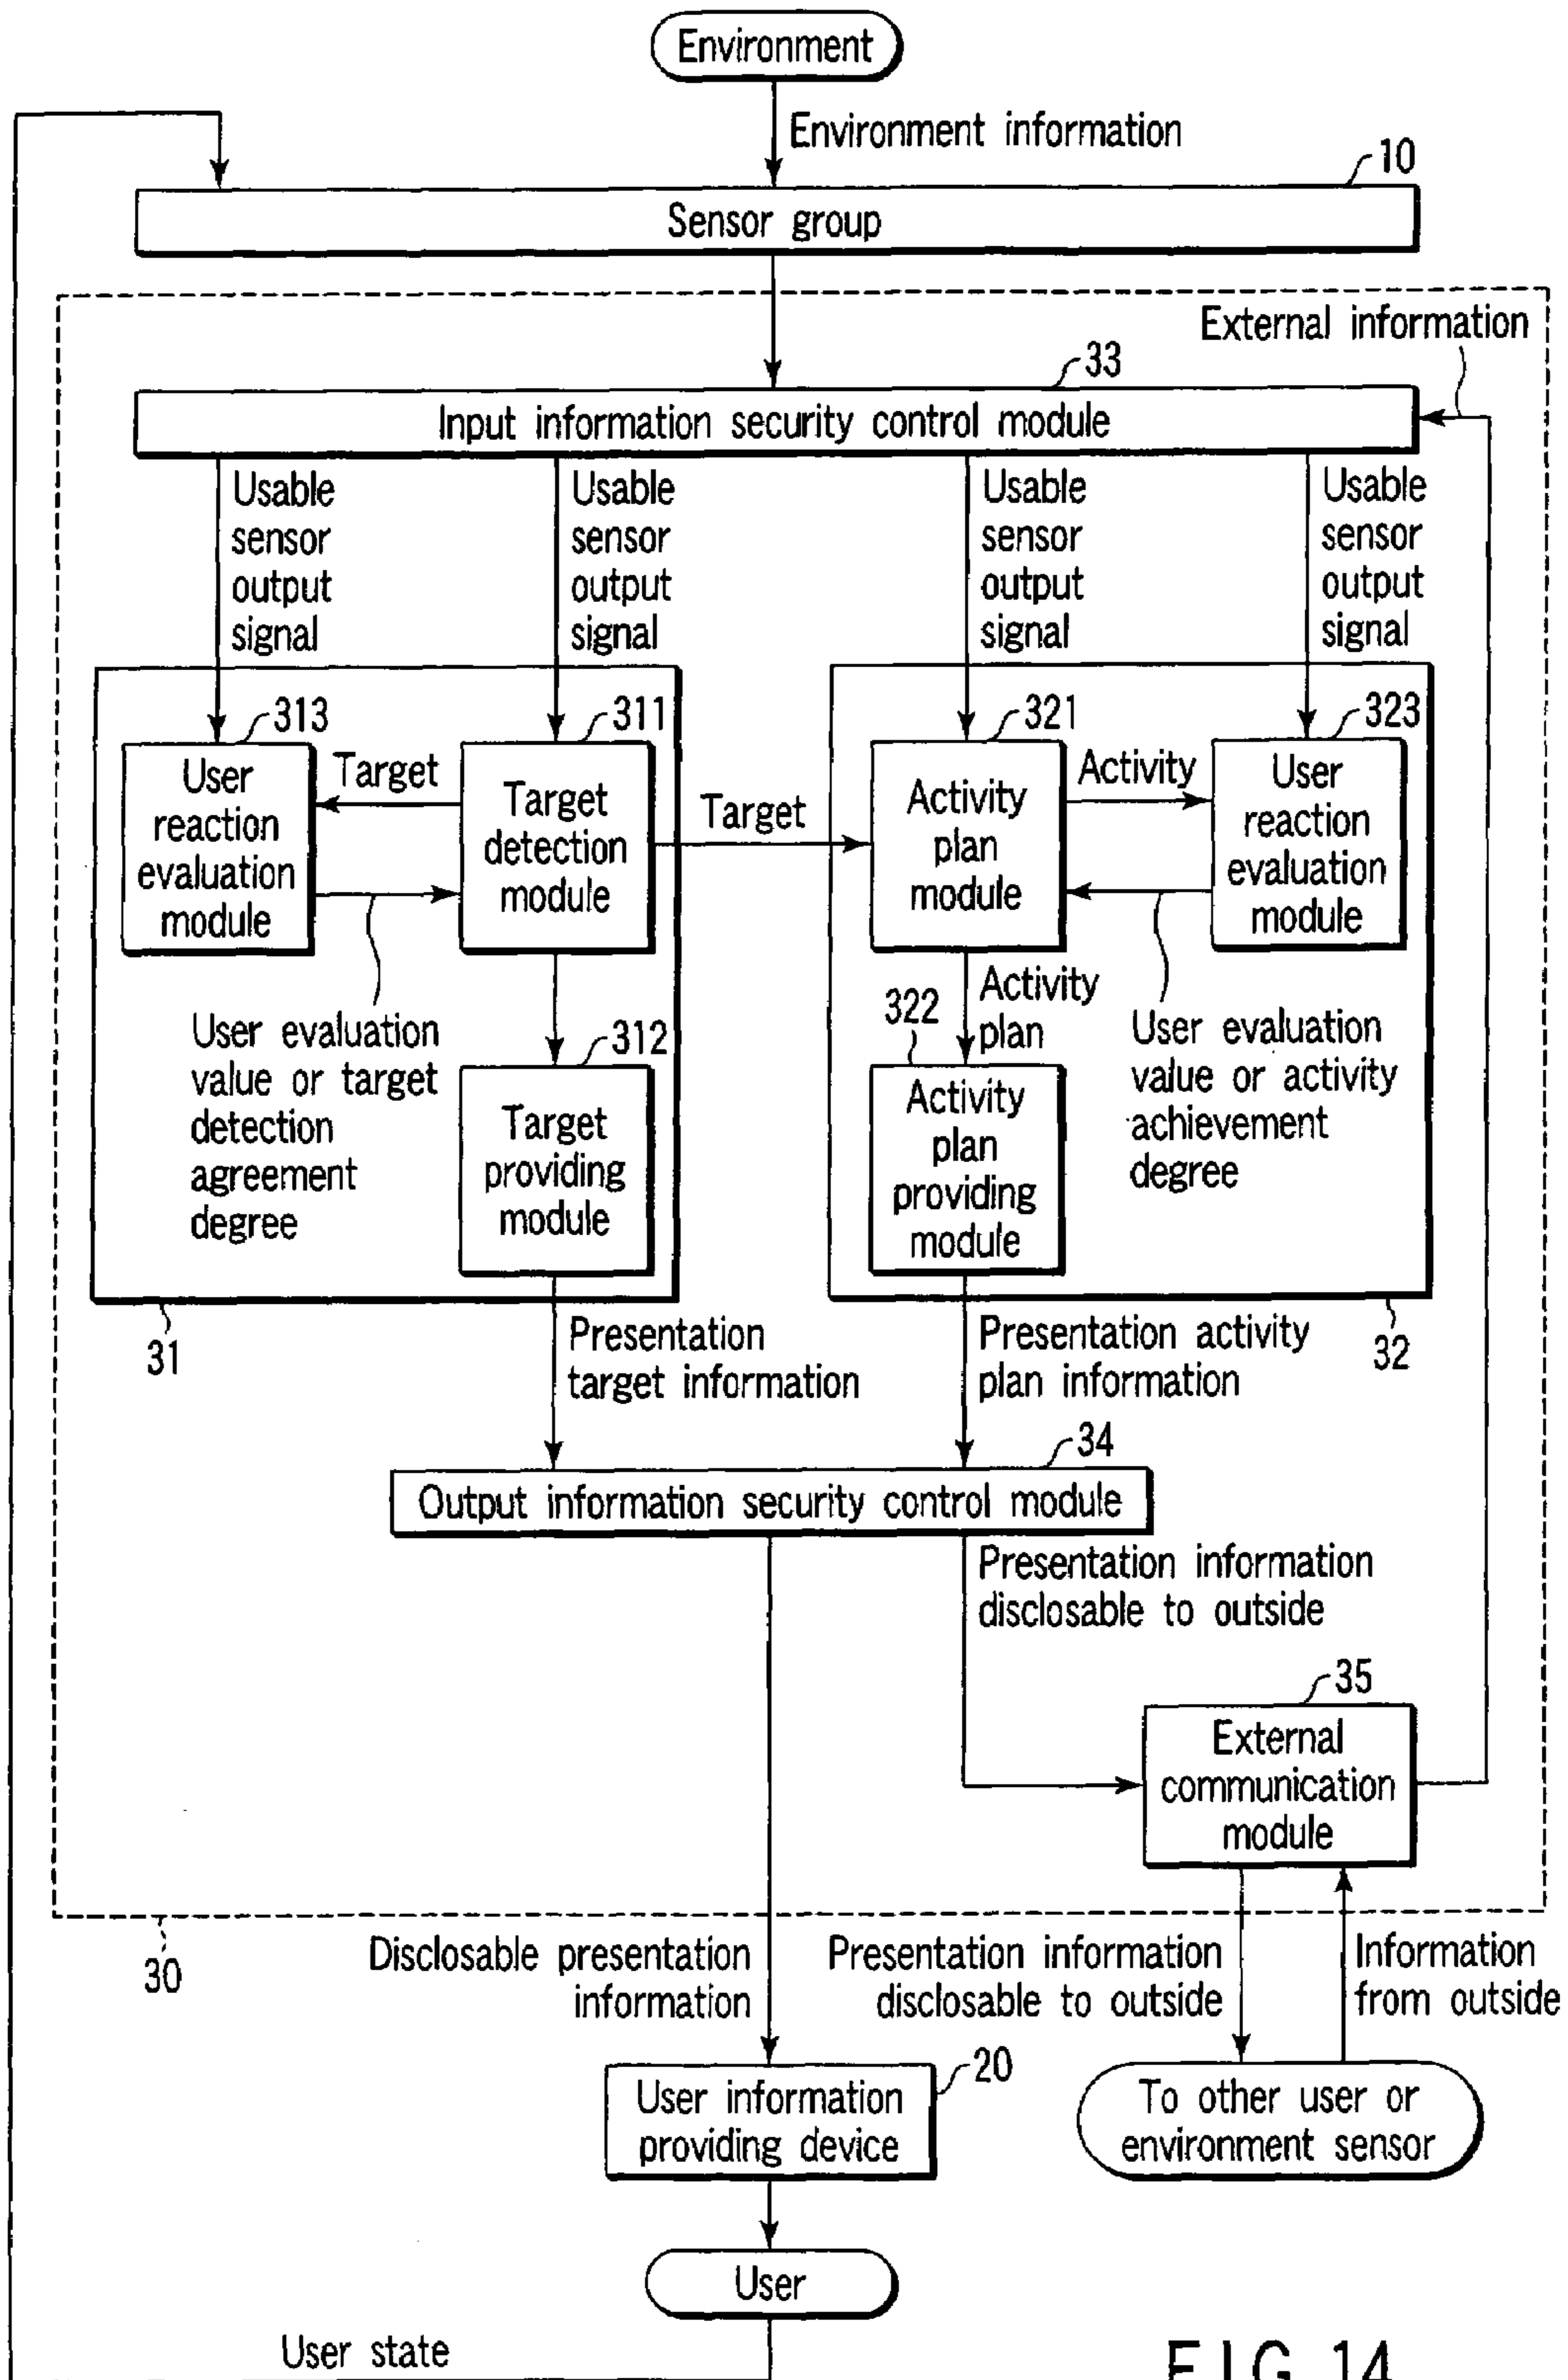 Environment
Environment information
10
Sensor group
External information
33
Input information security control module
Usable
sensor
output
signal
Usable
sensor
output
signal
Usable
sensor
output
signal
Usable
sensor
output
signal
313
User
reaction
evaluation
module
Target
311
Target
detection
module
Target
321
Activity
plan
module
Activity
323
User
reaction
evaluation
module
User evaluation
value or target
detection
agreement
degree
312
Target
providing
module
322
Activity
plan
Activity
plan
providing
module
User evaluation
value or activity
achievement
degree
31
Presentation
target information
Presentation activity
plan information
32
34
Output information security control module
Presentation information
disclosable to outside
35
External
communication
module
30
Disclosable presentation
information
Presentation information
disclosable to outside
Information
from outside
20
User information
providing device
To other user or
environment sensor
User
User state
FIG. 14